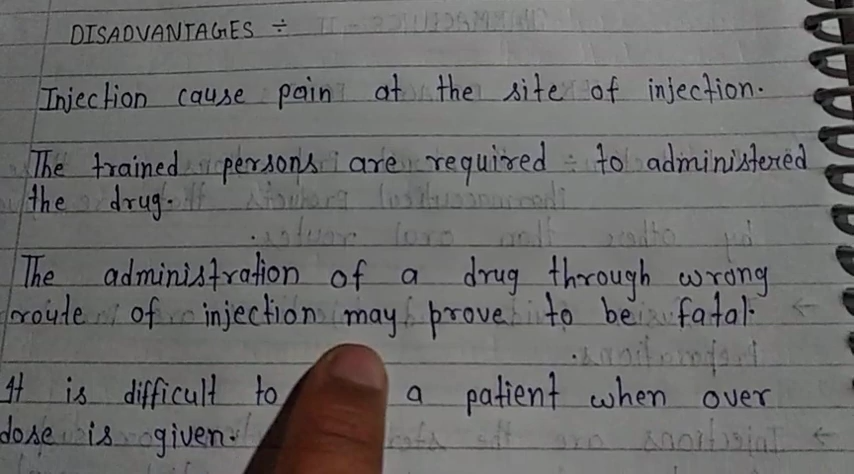 DISADVANTAGES ÷
Injection cause pain at the site of injection.
The trained persons are required to administered
the drug.
The administration of a drug through wrong
route of injection may prove to be fatal.
It is difficult to a patient when over
dose is given.